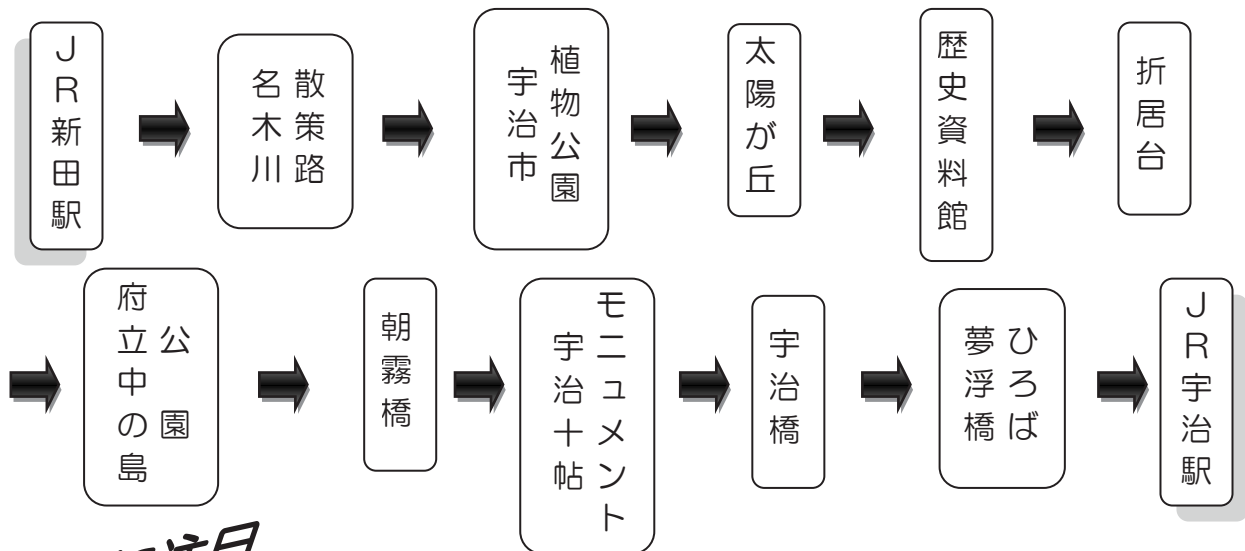 JR新田駅
名木川
散策路
宇治市
植物公園
太陽が丘
歴史資料館
折居台
府立中の島
公園
朝霧橋
宇治十帖
モニュメント
宇治橋
夢浮橋
ひろば
JR宇治駅